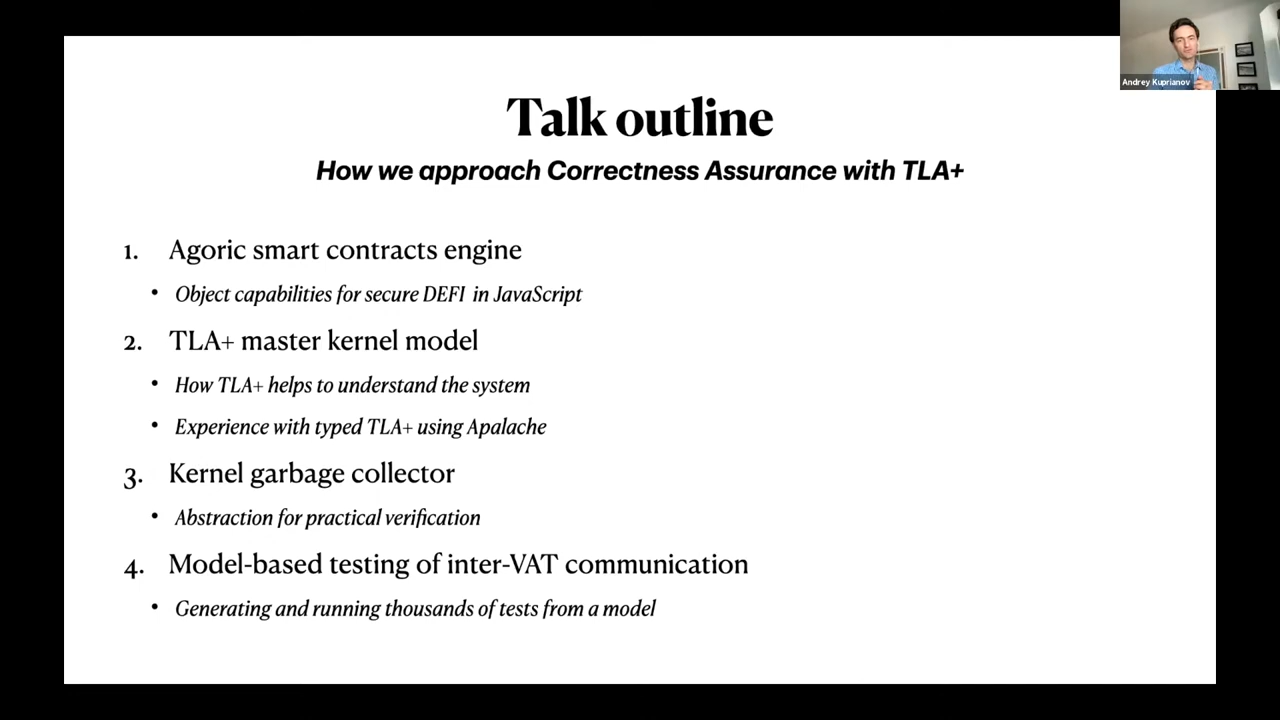 Andrey Kuprianov
Talk outline
How we approach Correctness Assurance with TLA+
1. Agoric smart contracts engine
• Object capabilities for secure DEFI in JavaScript
2. TLA+ master kernel model
• How TLA+ helps to understand the system
• Experience with typed TLA+ using Apalache
3. Kernel garbage collector
• Abstraction for practical verification
4. Model-based testing of inter-VAT communication
• Generating and running thousands of tests from a model